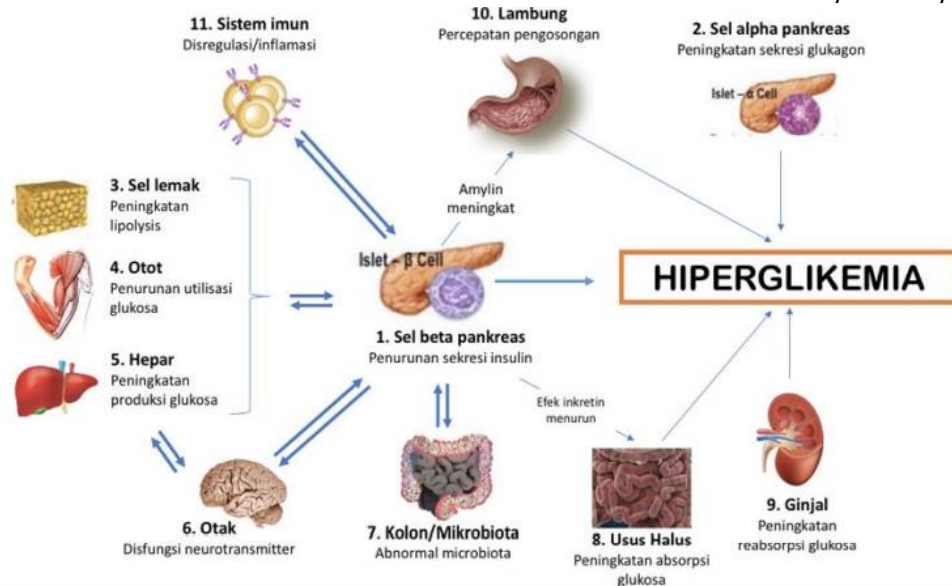 11. Sistem imun
Disregulasi/inflamasi
10. Lambung
Percepatan pengosongan
2. Sel alpha pankreas
Peningkatan sekresi glukagon
Islet – α Cell
3. Sel lemak
Peningkatan
lipolysis
4. Otot
Penurunan utilisasi
glukosa
5. Hepar
Peningkatan
produksi glukosa
Amylin
meningkat
Islet – β Cell
1. Sel beta pankreas
Penurunan sekresi insulin
HIPERGLIKEMIA
Efek inkretin
menurun
6. Otak
Disfungsi neurotransmitter
7. Kolon/Mikrobiota
Abnormal microbiota
8. Usus Halus
Peningkatan absorpsi
glukosa
9. Ginjal
Peningkatan
reabsorpsi glukosa